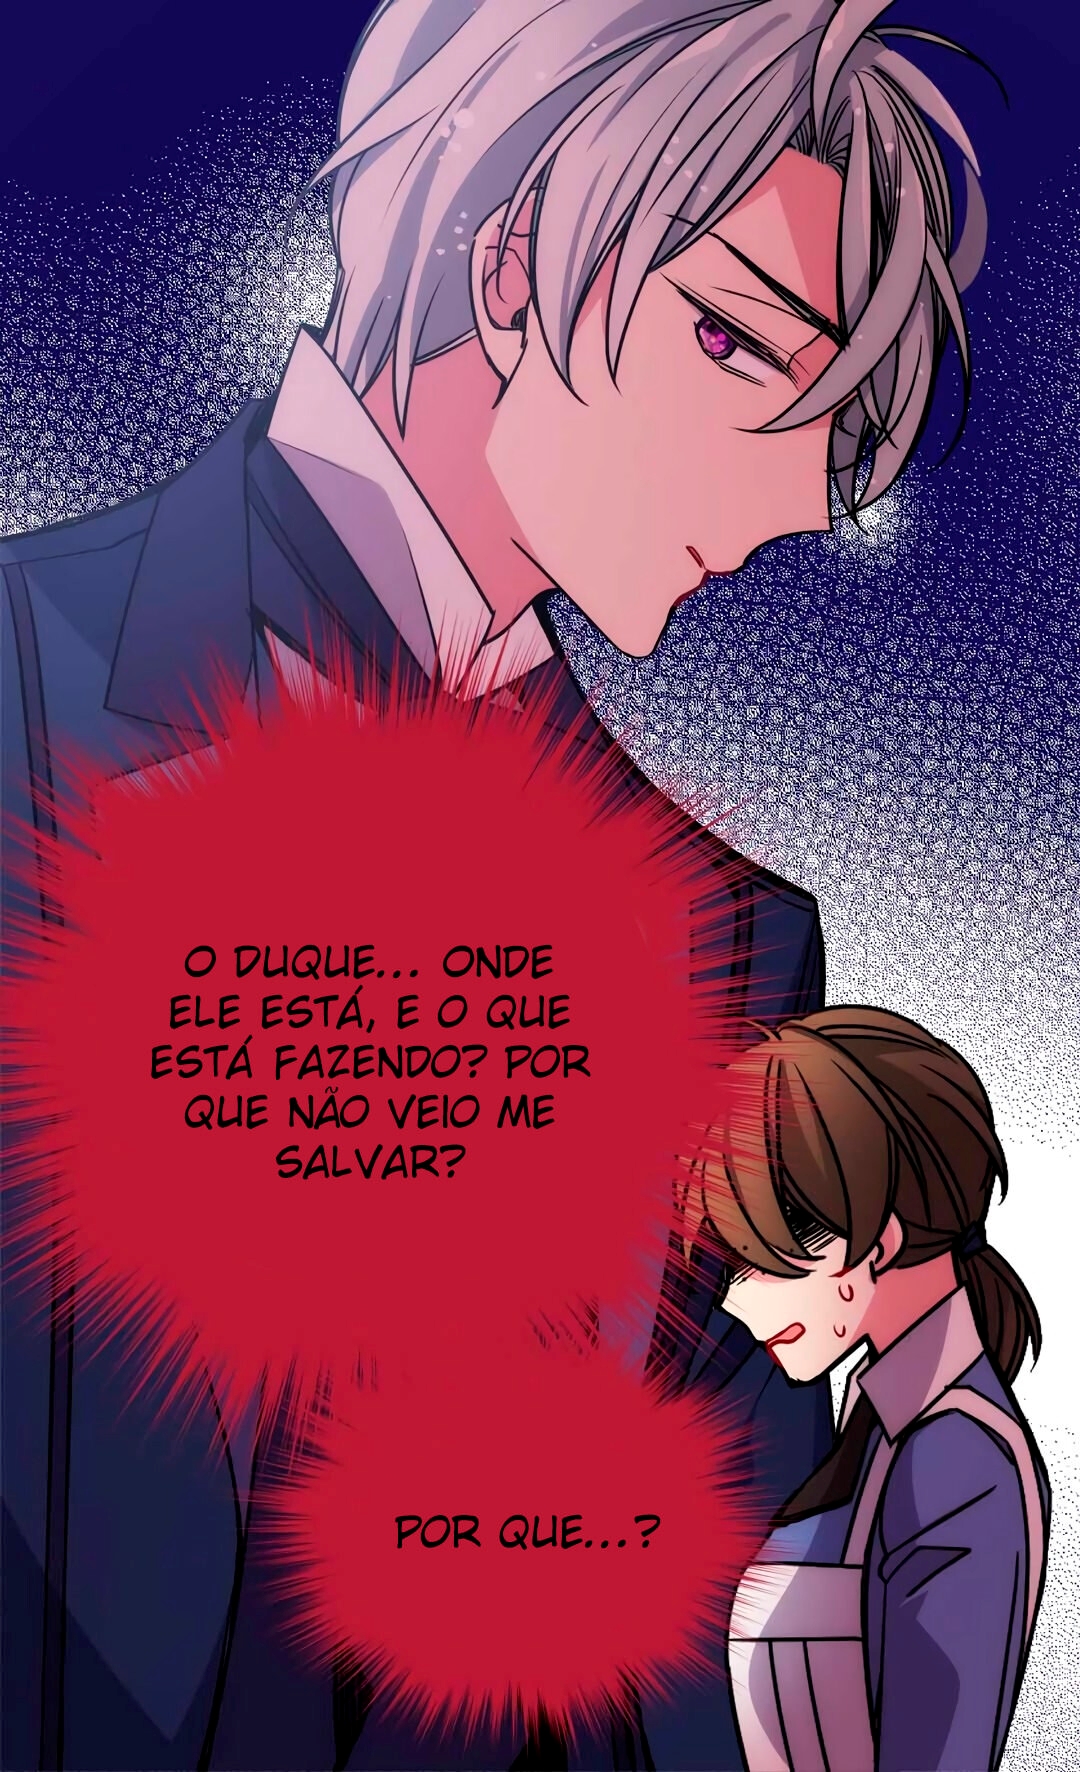 O DUQUE... ONDE
ELE ESTÁ, E O QUE
ESTÁ FAZENDO? POR
QUE NÃO VEIO ME
SALVAR?
POR QUE...?